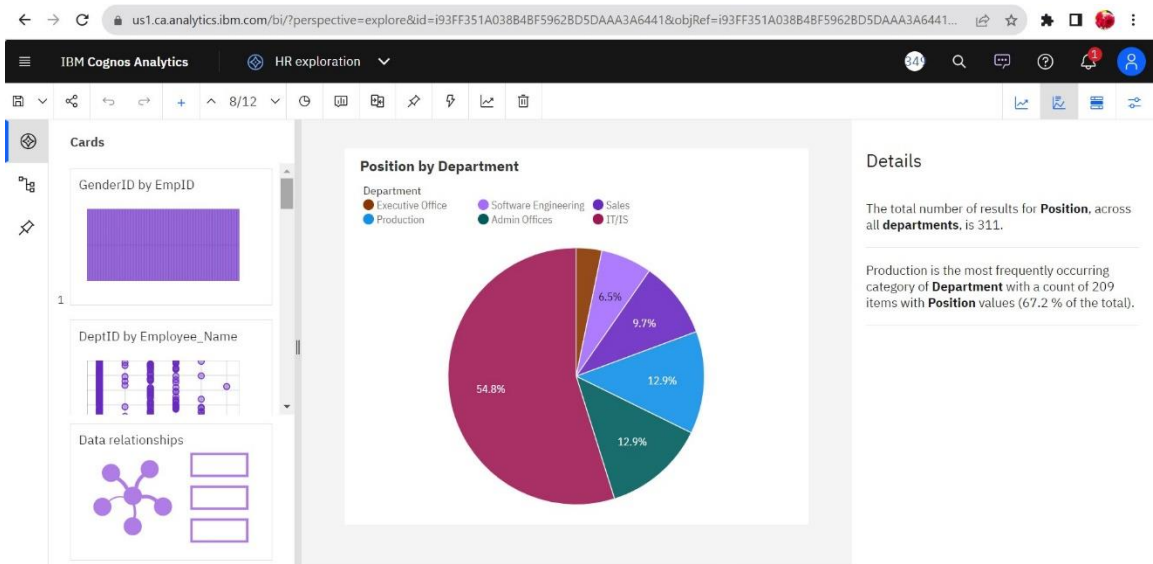 us1.ca.analytics.ibm.com/bi/?perspective=explore&id=i93FF351A038B4BF5962BD5DAAA3A6441&objRef=i93FF351A038B4BF5962BD5DAAA3A6441...
IBM Cognos Analytics
HR exploration
349
1
8/12
Cards
GenderID by EmpID
1
DeptID by Employee_Name
Data relationships
Position by Department
Department
Executive Office
Software Engineering
Sales
Production
Admin Offices
IT/IS
6.5%
9.7%
12.9%
54.8%
12.9%
Details
The total number of results for Position, across
all departments, is 311.
Production is the most frequently occurring
category of Department with a count of 209
items with Position values (67.2 % of the total).